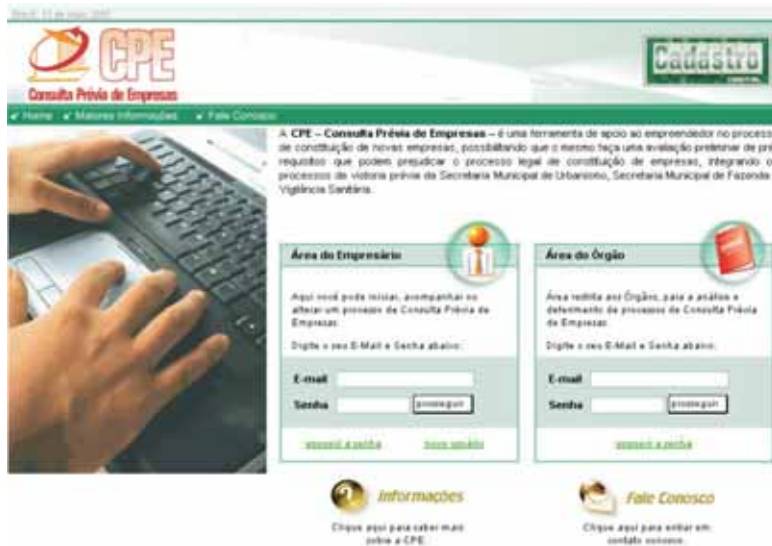 CPE
Consulta Prévia de Empresas
Cadastro
Home Maiores Informações Fale Conosco
A CPE – Consulta Prévia de Empresas – é uma ferramenta de apoio ao empreendedor no processo
de constituição de novas empresas, possibilitando que o mesmo faça uma avaliação preliminar de pré
requisitos que podem prejudicar o processo legal de constituição de empresas, integrando o
processos de vistoria prévia da Secretaria Municipal de Urbanismo, Secretaria Municipal de Fazenda
Vigilância Sanitária.
Área do Empresário
Aqui você pode iniciar, acompanhar ou
alterar um processo de Consulta Prévia de
Empresas.
Digite o seu E-Mail e Senha abaixo:
E-mail
Senha
prosseguir
esqueci a senha
novo usuário
Área do Órgão
Área restrita aos Órgãos, para a análise e
deferimento de processos de Consulta Prévia
de Empresas.
Digite o seu E-Mail e Senha abaixo:
E-mail
Senha
prosseguir
esqueci a senha
Informações
Clique aqui para saber mais
sobre a CPE.
Fale Conosco
Clique aqui para entrar em
contato conosco.